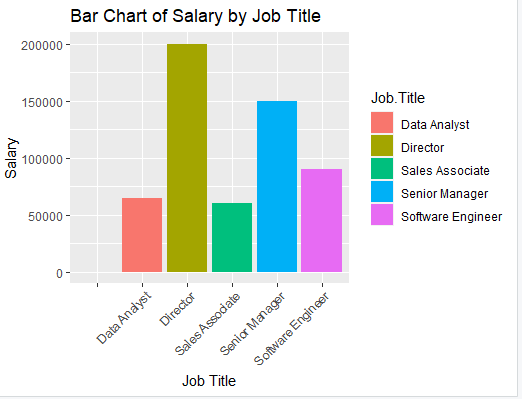 Bar Chart of Salary by Job Title
200000
150000
100000
50000
0
Salary
Data Analyst
Director
Sales Associate
Senior Manager
Software Engineer
Job Title
Job.Title
Data Analyst
Director
Sales Associate
Senior Manager
Software Engineer